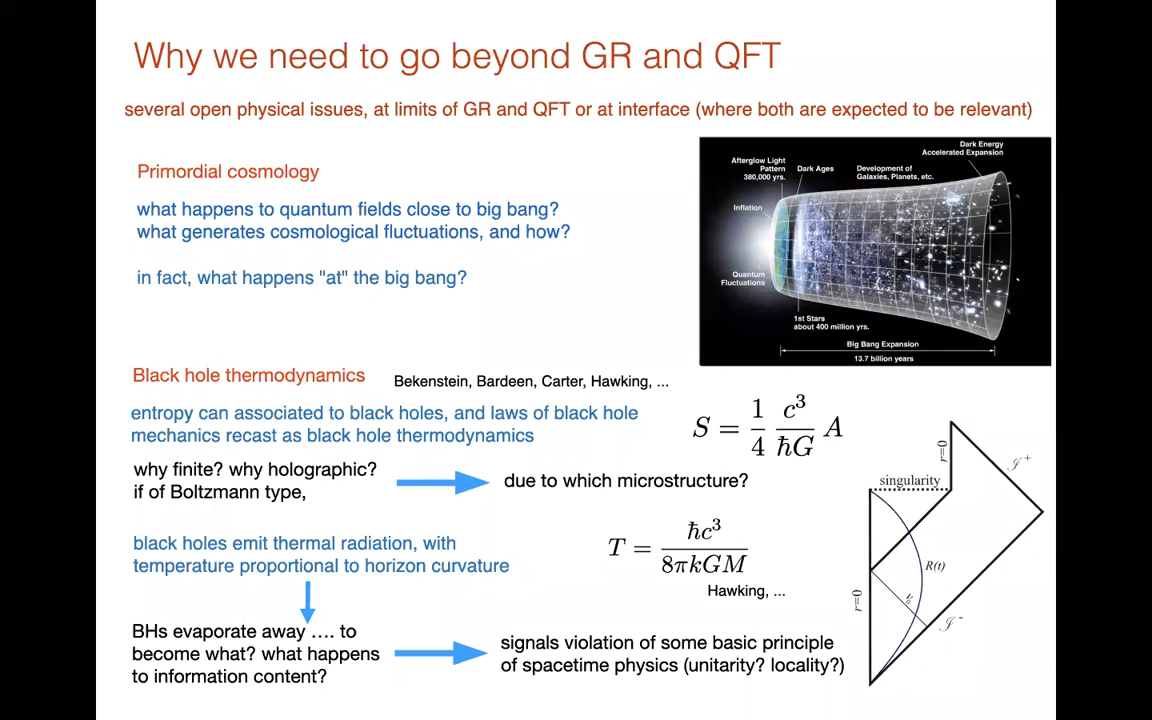 Why we need to go beyond GR and QFT
several open physical issues, at limits of GR and QFT or at interface (where both are expected to be relevant)
Primordial cosmology
what happens to quantum fields close to big bang?
what generates cosmological fluctuations, and how?
in fact, what happens "at" the big bang?
Dark Energy
Accelerated Expansion
Afterglow Light
Pattern
380,000 yrs.
Dark Ages
Development of
Galaxies, Planets, etc.
Inflation
Quantum
Fluctuations
1st Stars
about 400 million yrs.
Big Bang Expansion
13.7 billion years
Black hole thermodynamics
Bekenstein, Bardeen, Carter, Hawking, ...
entropy can associated to black holes, and laws of black hole
mechanics recast as black hole thermodynamics
S = 1/4 c³/ħG A
why finite? why holographic?
if of Boltzmann type,
due to which microstructure?
black holes emit thermal radiation, with
temperature proportional to horizon curvature
T = ħc³/8πkGM
Hawking, ...
BHs evaporate away .... to
become what? what happens
to information content?
signals violation of some basic principle
of spacetime physics (unitarity? locality?)
r=0
ℐ⁺
singularity
R(t)
r=0
ℐ⁻